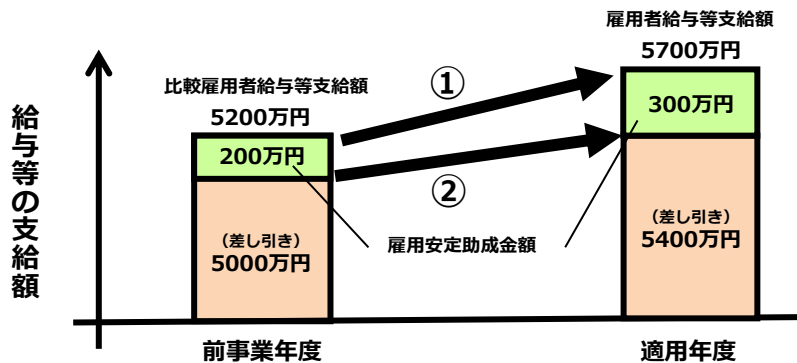 雇用者給与等支給額
5700万円
比較雇用者給与等支給額
5200万円
①
300万円
200万円
②
給与等の支給額
(差し引き)
5000万円
雇用安定助成金額
(差し引き)
5400万円
前事業年度
適用年度